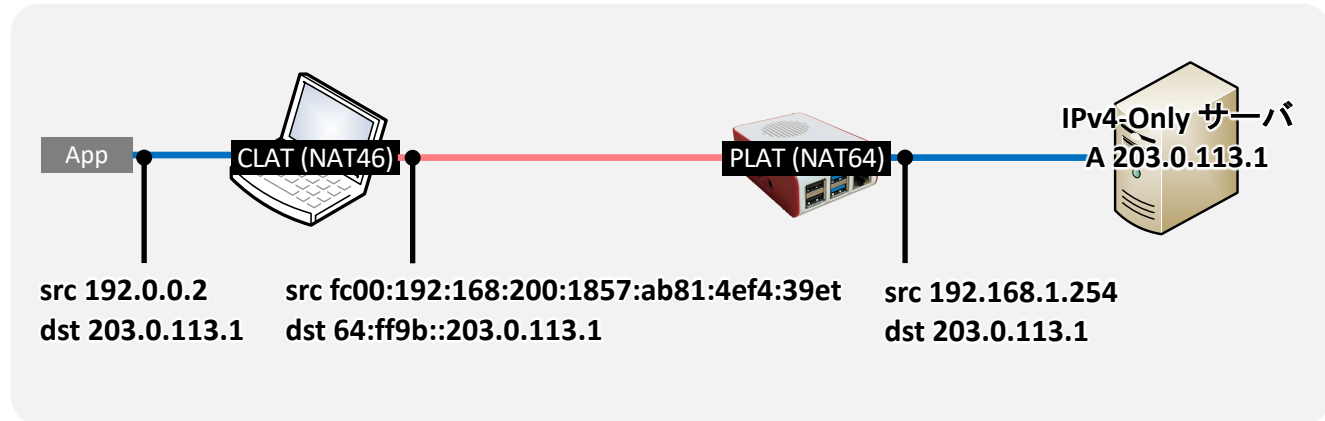 App
CLAT (NAT46)
PLAT (NAT64)
IPv4-Only サーバ
A 203.0.113.1
src 192.0.0.2
dst 203.0.113.1
src fc00:192:168:200:1857:ab81:4ef4:39et
dst 64:ff9b::203.0.113.1
src 192.168.1.254
dst 203.0.113.1